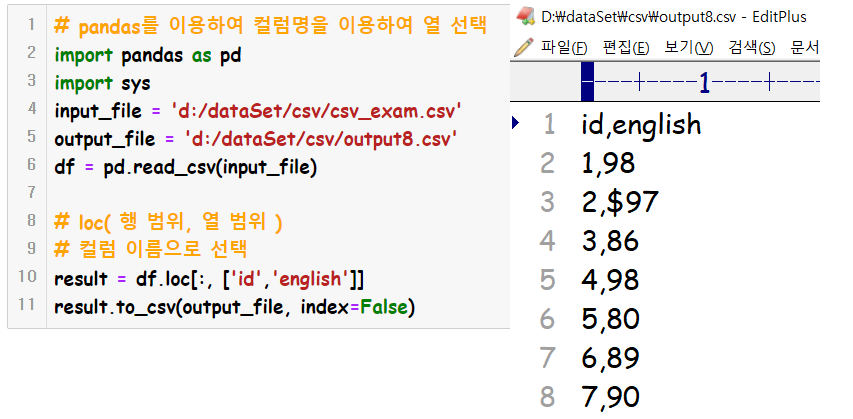 1 # pandas를 이용하여 컬럼명을 이용하여 열 선택
2 import pandas as pd
3 import sys
4 input_file = 'd:/dataSet/csv/csv_exam.csv'
5 output_file = 'd:/dataSet/csv/output8.csv'
6 df = pd.read_csv(input_file)
7
8 # loc( 행 범위, 열 범위 )
9 # 컬럼 이름으로 선택
10 result = df.loc[:, ['id','english']]
11 result.to_csv(output_file, index=False)
D:₩dataSet₩csv₩output8.csv - EditPlus
파일(F) 편집(E) 보기(V) 검색(S) 문서
1
1 id,english
2 1,98
3 2,$97
4 3,86
5 4,98
6 5,80
7 6,89
8 7,90